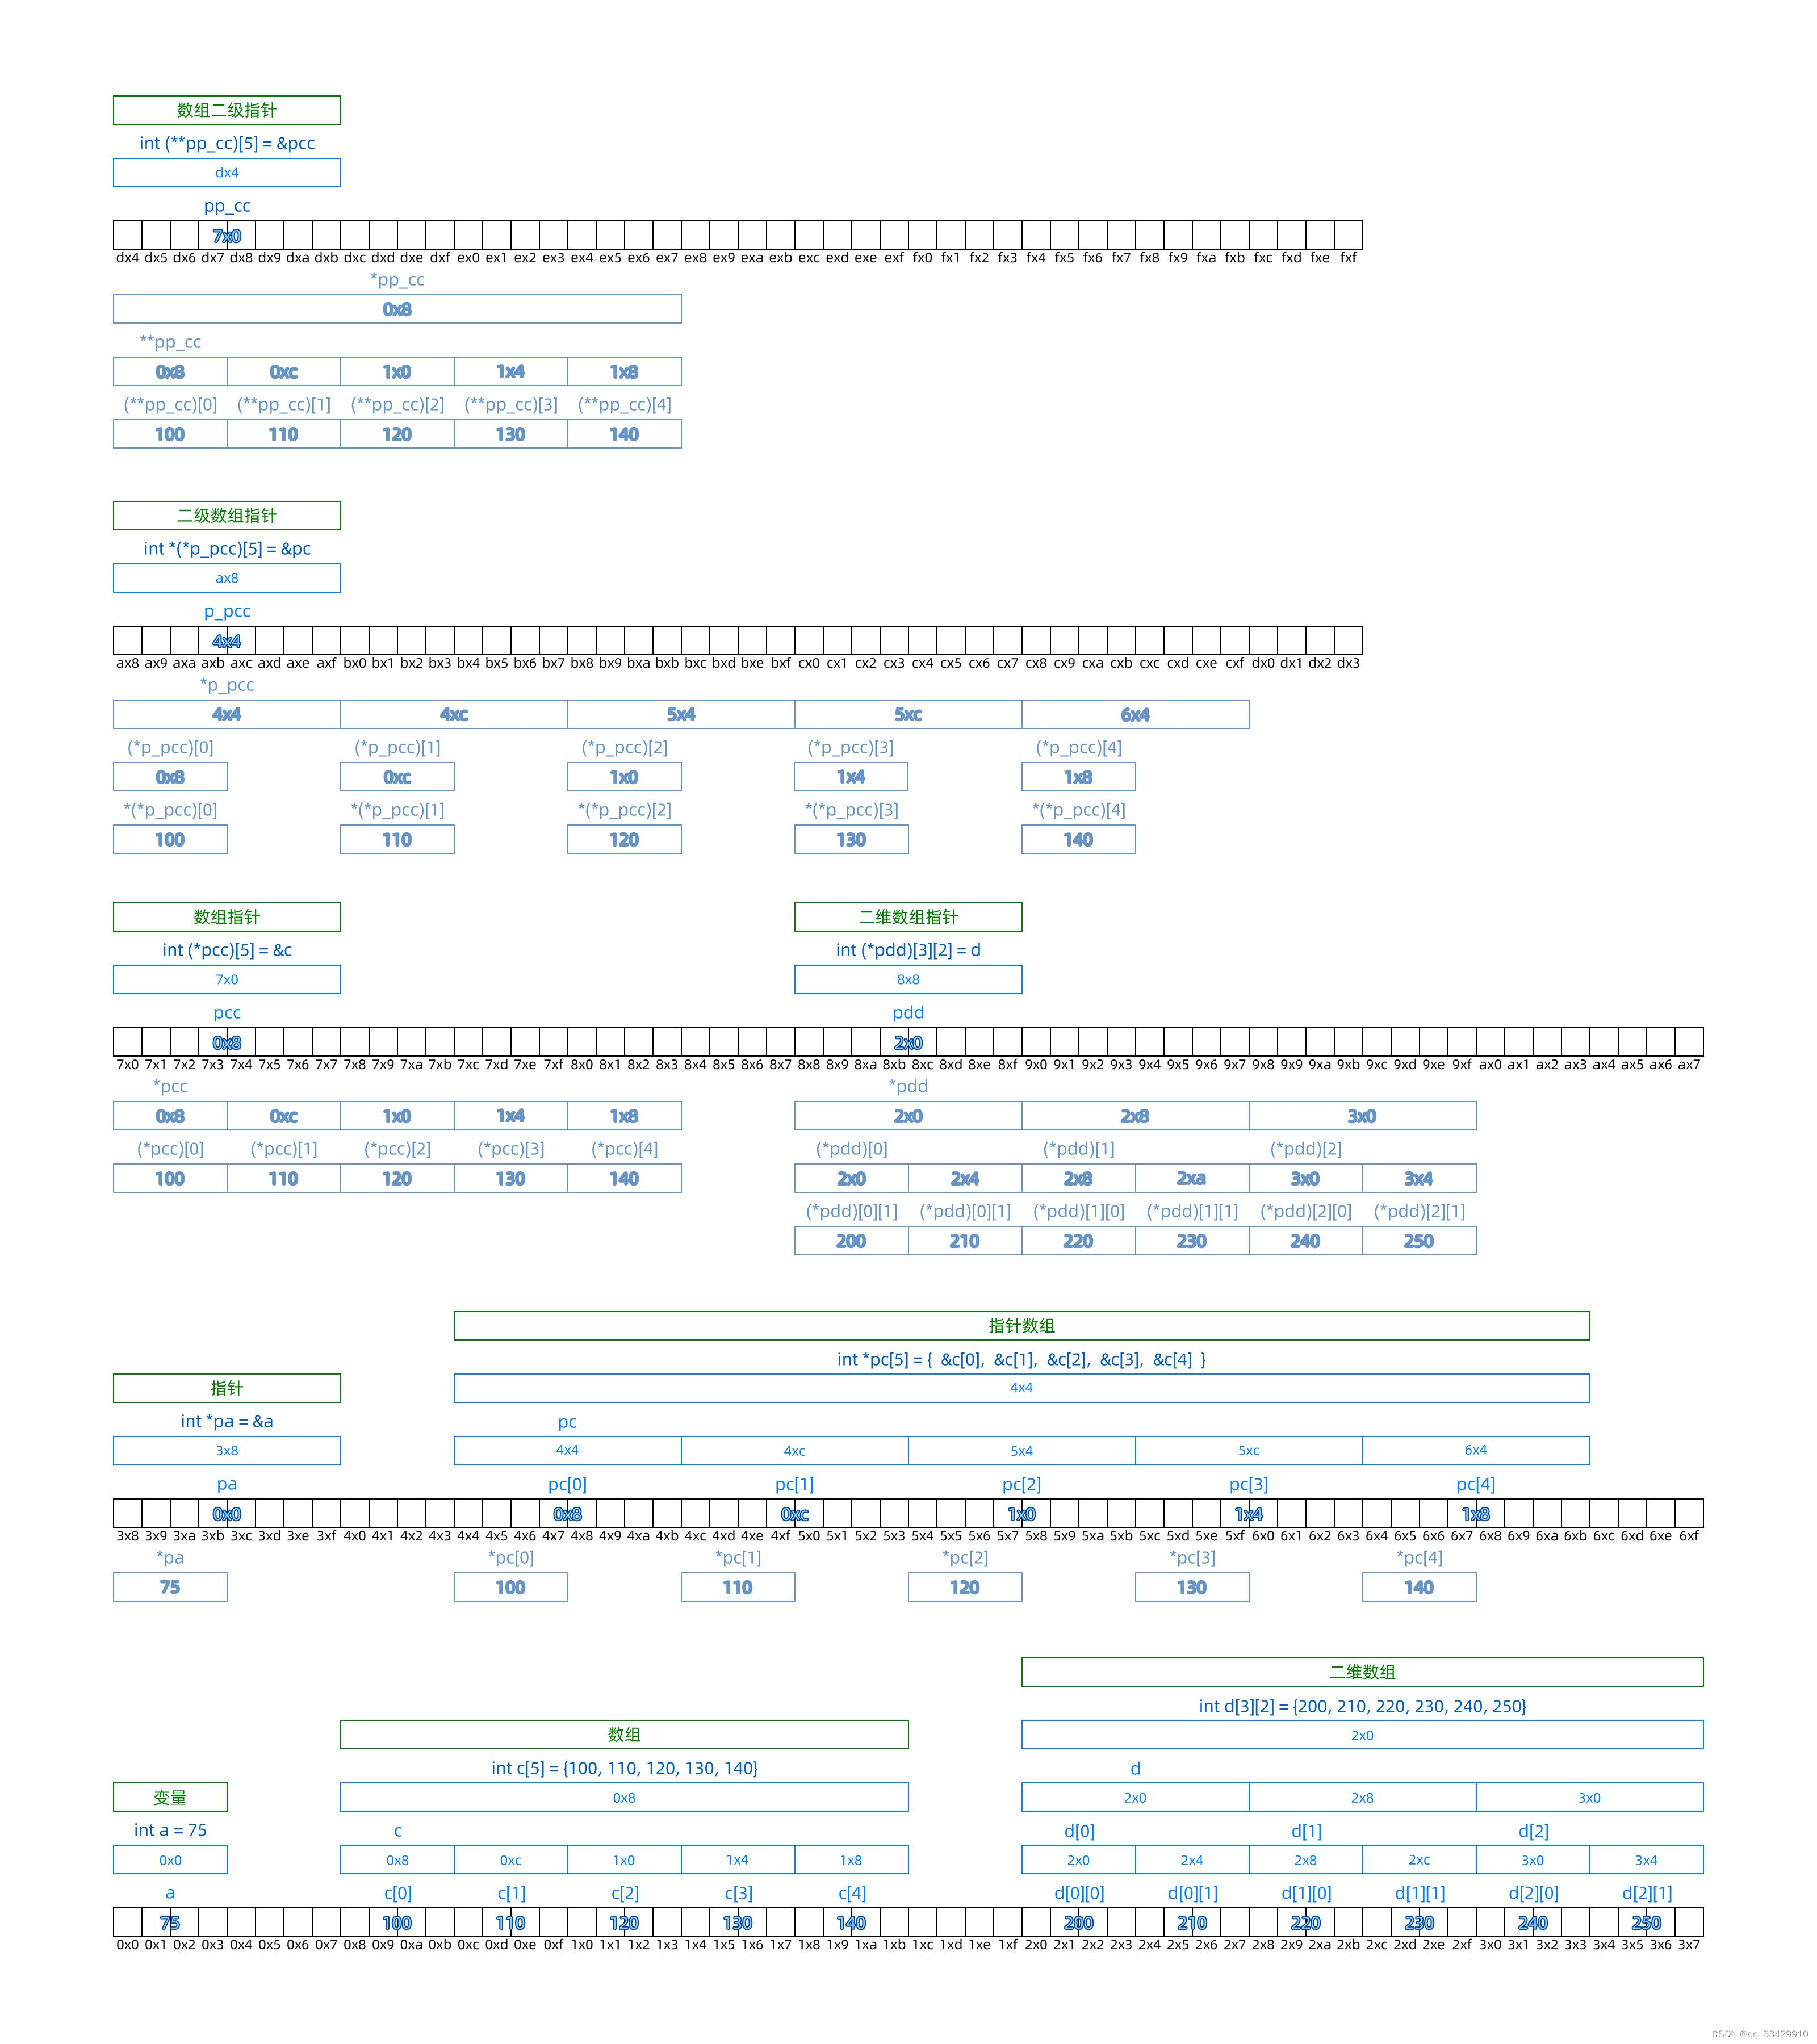 数组二级指针
int (**pp_cc)[5] = &pcc
dx4
pp_cc
7x0
dx4 dx5 dx6 dx7 dx8 dx9 dxa dxb dxc dxd dxe dxf ex0 ex1 ex2 ex3 ex4 ex5 ex6 ex7 ex8 ex9 exa exb exc exd exe exf fx0 fx1 fx2 fx3 fx4 fx5 fx6 fx7 fx8 fx9 fxa fxb fxc fxd fxe fxf
*pp_cc
0x8
**pp_cc
0x8 0xc 1x0 1x4 1x8
(**pp_cc)[0] (**pp_cc)[1] (**pp_cc)[2] (**pp_cc)[3] (**pp_cc)[4]
100 110 120 130 140
二级数组指针
int *(*p_pcc)[5] = &pc
ax8
p_pcc
4x4
ax8 ax9 axa axb axc axd axe axf bx0 bx1 bx2 bx3 bx4 bx5 bx6 bx7 bx8 bx9 bxa bxb bxc bxd bxe bxf cx0 cx1 cx2 cx3 cx4 cx5 cx6 cx7 cx8 cx9 cxa cxb cxc cxd cxe cxf dx0 dx1 dx2 dx3
*p_pcc
4x4 4xc 5x4 5xc 6x4
(*p_pcc)[0] (*p_pcc)[1] (*p_pcc)[2] (*p_pcc)[3] (*p_pcc)[4]
0x8 0xc 1x0 1x4 1x8
*(*p_pcc)[0] *(*p_pcc)[1] *(*p_pcc)[2] *(*p_pcc)[3] *(*p_pcc)[4]
100 110 120 130 140
数组指针 二维数组指针
int (*pcc)[5] = &c int (*pdd)[3][2] = d
7x0 8x8
pcc pdd
0x8 2x0
7x0 7x1 7x2 7x3 7x4 7x5 7x6 7x7 7x8 7x9 7xa 7xb 7xc 7xd 7xe 7xf 8x0 8x1 8x2 8x3 8x4 8x5 8x6 8x7 8x8 8x9 8xa 8xb 8xc 8xd 8xe 8xf 9x0 9x1 9x2 9x3 9x4 9x5 9x6 9x7 9x8 9x9 9xa 9xb 9xc 9xd 9xe 9xf ax0 ax1 ax2 ax3 ax4 ax5 ax6 ax7
*pcc *pdd
0x8 0xc 1x0 1x4 1x8 2x0 2x8 3x0
(*pcc)[0] (*pcc)[1] (*pcc)[2] (*pcc)[3] (*pcc)[4] (*pdd)[0] (*pdd)[1] (*pdd)[2]
100 110 120 130 140 2x0 2x4 2x8 2xa 3x0 3x4
(*pdd)[0][1] (*pdd)[0][1] (*pdd)[1][0] (*pdd)[1][1] (*pdd)[2][0] (*pdd)[2][1]
200 210 220 230 240 250
指针数组
int *pc[5] = { &c[0], &c[1], &c[2], &c[3], &c[4] }
指针 4x4
int *pa = &a pc
3x8 4x4 4xc 5x4 5xc 6x4
pa pc[0] pc[1] pc[2] pc[3] pc[4]
0x0 0x8 0xc 1x0 1x4 1x8
3x8 3x9 3xa 3xb 3xc 3xd 3xe 3xf 4x0 4x1 4x2 4x3 4x4 4x5 4x6 4x7 4x8 4x9 4xa 4xb 4xc 4xd 4xe 4xf 5x0 5x1 5x2 5x3 5x4 5x5 5x6 5x7 5x8 5x9 5xa 5xb 5xc 5xd 5xe 5xf 6x0 6x1 6x2 6x3 6x4 6x5 6x6 6x7 6x8 6x9 6xa 6xb 6xc 6xd 6xe 6xf
*pa *pc[0] *pc[1] *pc[2] *pc[3] *pc[4]
75 100 110 120 130 140
二维数组
int d[3][2] = {200, 210, 220, 230, 240, 250}
数组 2x0
int c[5] = {100, 110, 120, 130, 140} d
变量 0x8 2x0 2x8 3x0
int a = 75 c d[0] d[1] d[2]
0x0 0x8 0xc 1x0 1x4 1x8 2x0 2x4 2x8 2xc 3x0 3x4
a c[0] c[1] c[2] c[3] c[4] d[0][0] d[0][1] d[1][0] d[1][1] d[2][0] d[2][1]
75 100 110 120 130 140 200 210 220 230 240 250
0x0 0x1 0x2 0x3 0x4 0x5 0x6 0x7 0x8 0x9 0xa 0xb 0xc 0xd 0xe 0xf 1x0 1x1 1x2 1x3 1x4 1x5 1x6 1x7 1x8 1x9 1xa 1xb 1xc 1xd 1xe 1xf 2x0 2x1 2x2 2x3 2x4 2x5 2x6 2x7 2x8 2x9 2xa 2xb 2xc 2xd 2xe 2xf 3x0 3x1 3x2 3x3 3x4 3x5 3x6 3x7
CSDN @qq_33429910